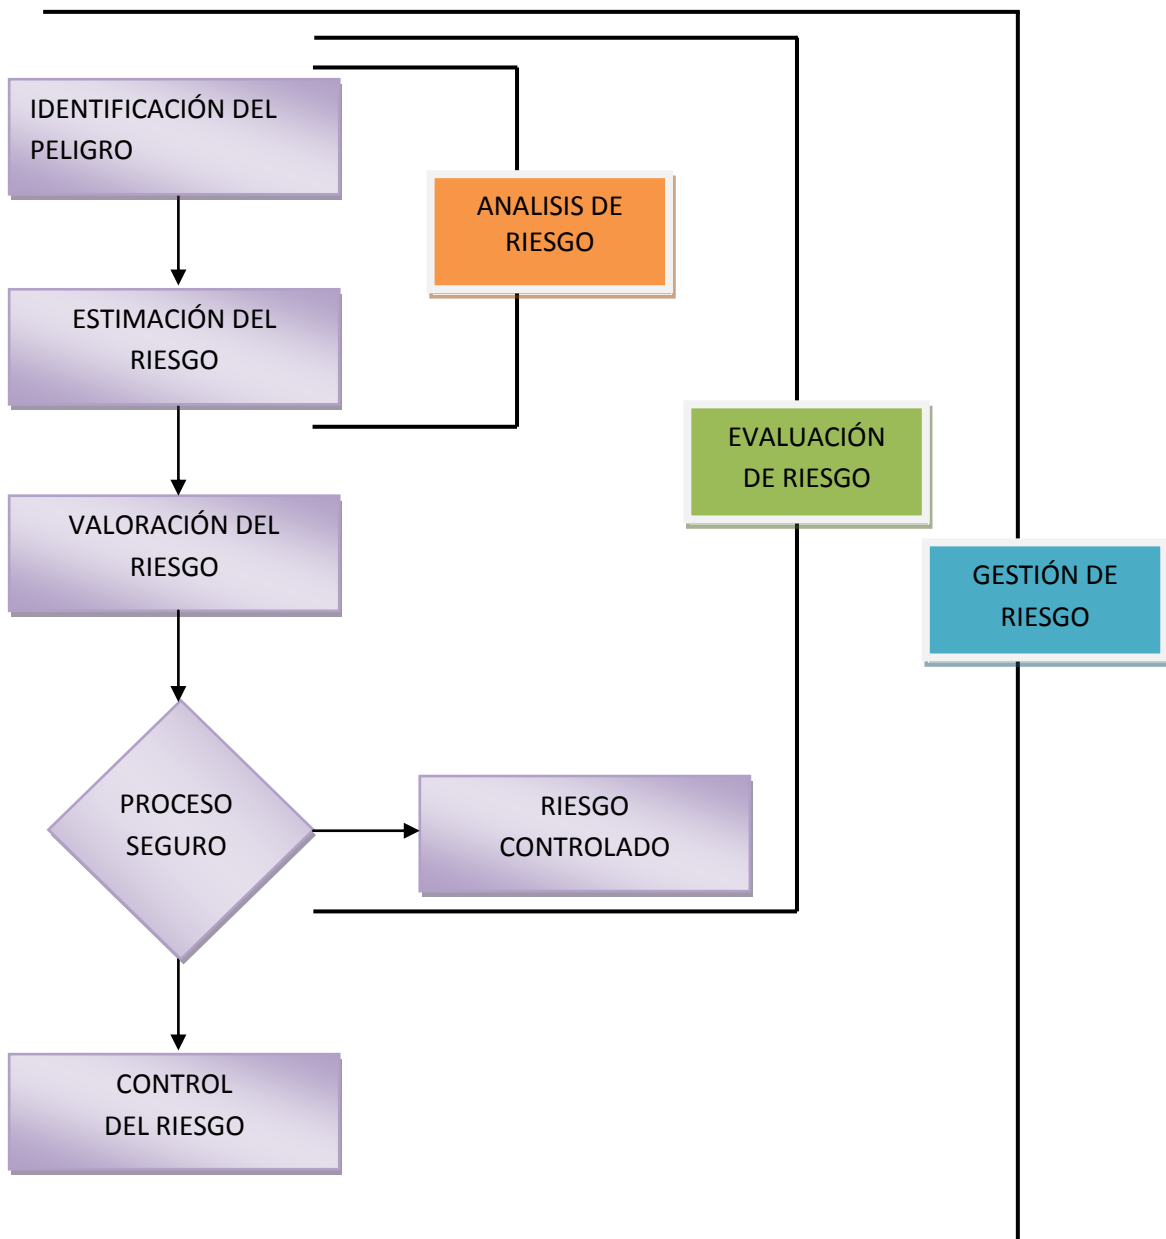 IDENTIFICACIÓN DEL
PELIGRO
ANALISIS DE
RIESGO
ESTIMACIÓN DEL
RIESGO
EVALUACIÓN
DE RIESGO
VALORACIÓN DEL
RIESGO
GESTIÓN DE
RIESGO
PROCESO
SEGURO
RIESGO
CONTROLADO
CONTROL
DEL RIESGO